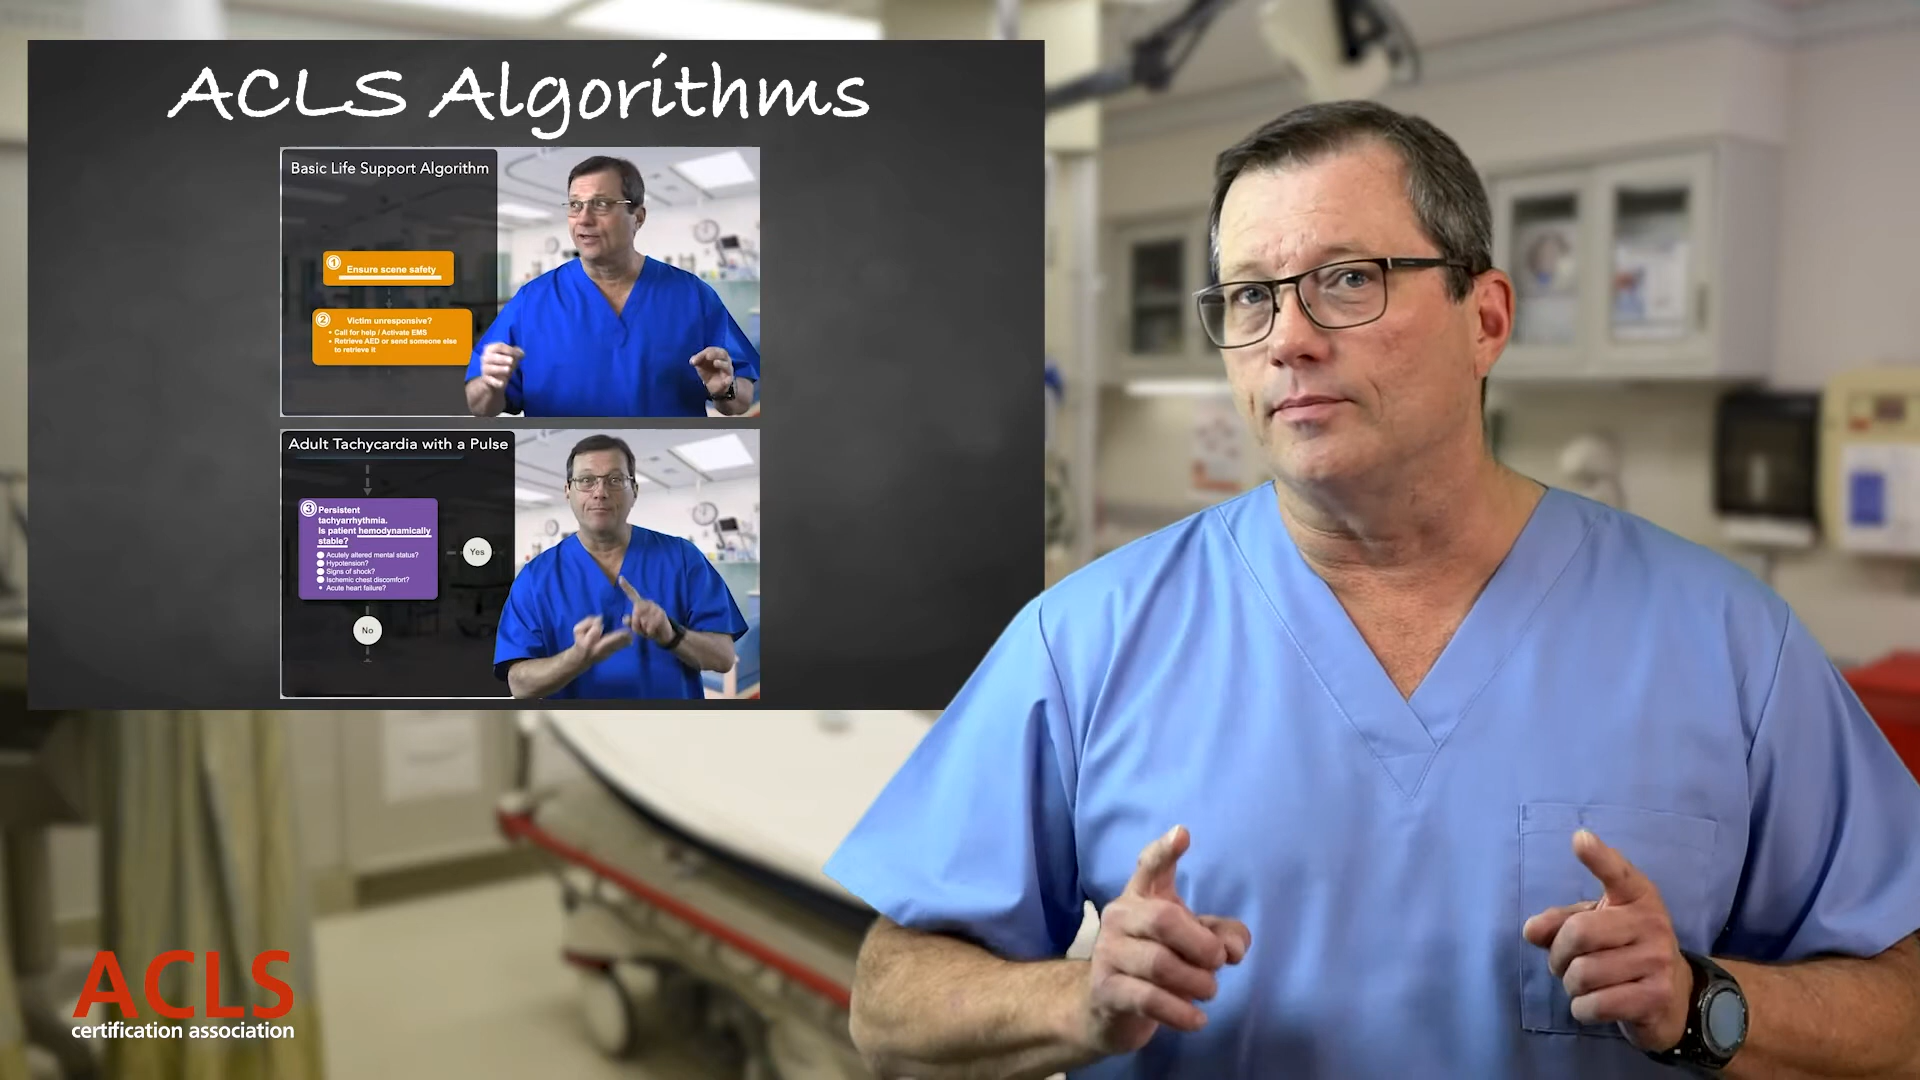 ACLS Algorithms
Basic Life Support Algorithm
1
Ensure scene safety
2
Victim unresponsive?
• Call for help / Activate EMS
• Retrieve AED or send someone else
to retrieve it
Adult Tachycardia with a Pulse
3
Persistent
tachyarrhythmia.
Is patient hemodynamically
stable?
Acutely altered mental status?
Hypotension?
Signs of shock?
Ischemic chest discomfort?
• Acute heart failure?
Yes
No
ACLS
certification association